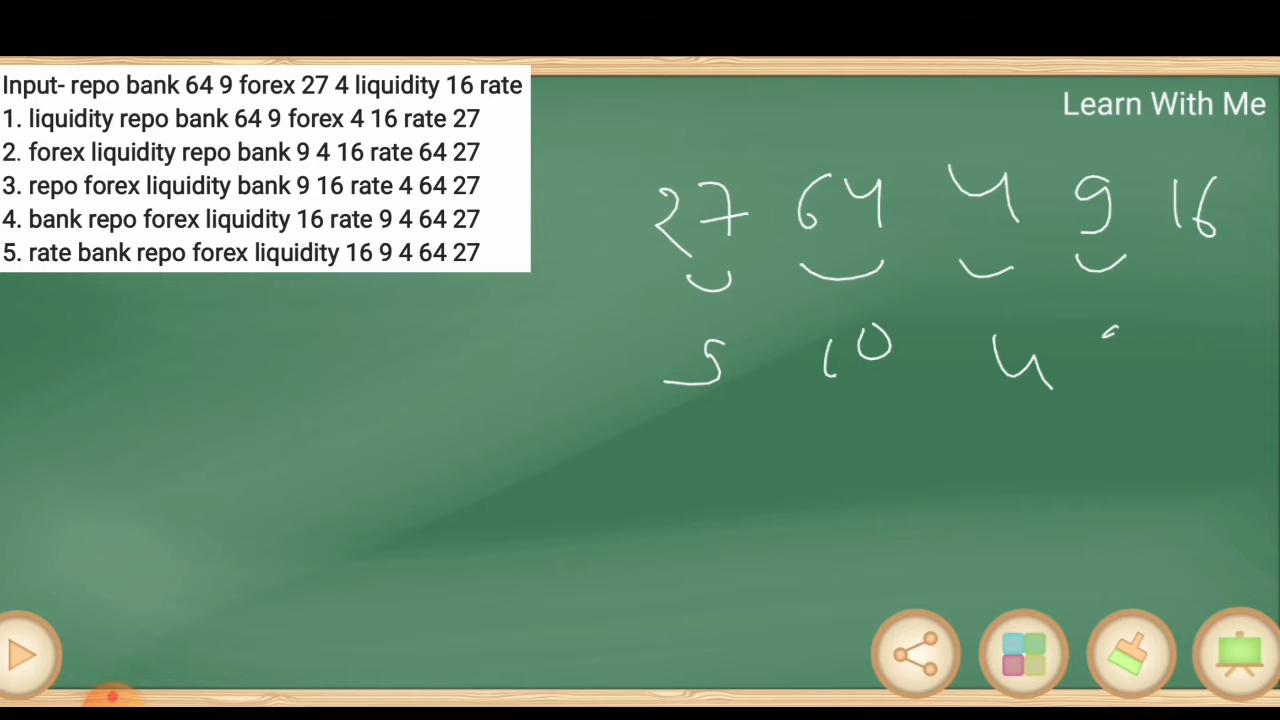 Input- repo bank 64 9 forex 27 4 liquidity 16 rate
1. liquidity repo bank 64 9 forex 4 16 rate 27
2. forex liquidity repo bank 9 4 16 rate 64 27
3. repo forex liquidity bank 9 16 rate 4 64 27
4. bank repo forex liquidity 16 rate 9 4 64 27
5. rate bank repo forex liquidity 16 9 4 64 27
Learn With Me
27 64 4 9 16
5 10 4